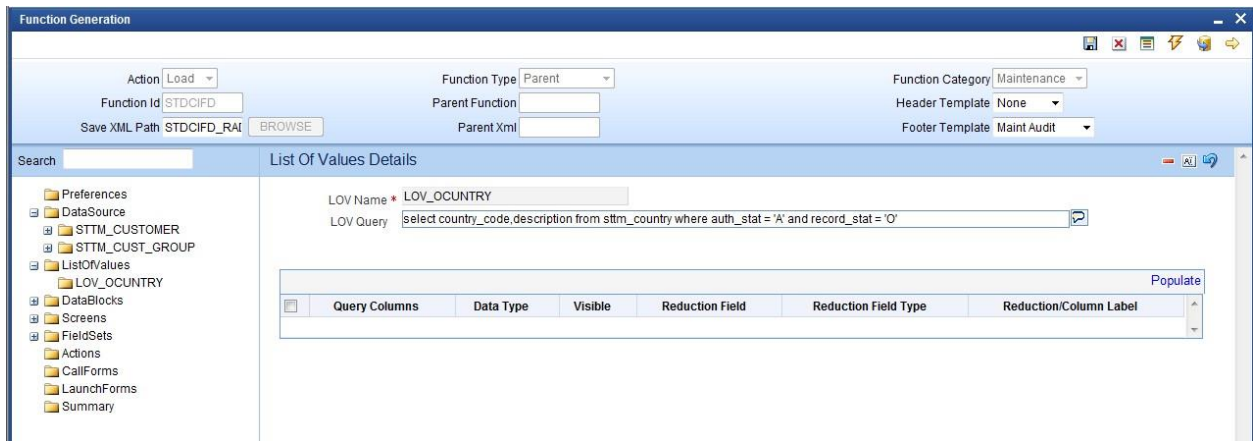 Function Generation
Action Load Function Type Parent Function Category Maintenance
Function Id STDCIFD Parent Function Header Template None
Save XML Path STDCIFD_RAD BROWSE Parent Xml Footer Template Maint Audit
Search List Of Values Details
Preferences
DataSource
STTM_CUSTOMER
STTM_CUST_GROUP
ListOfValues
LOV_OCUNTRY
DataBlocks
Screens
FieldSets
Actions
CallForms
LaunchForms
Summary
LOV Name * LOV_OCUNTRY
LOV Query select country_code,description from sttm_country where auth_stat = 'A' and record_stat = 'O'
Populate
Query Columns Data Type Visible Reduction Field Reduction Field Type Reduction/Column Label